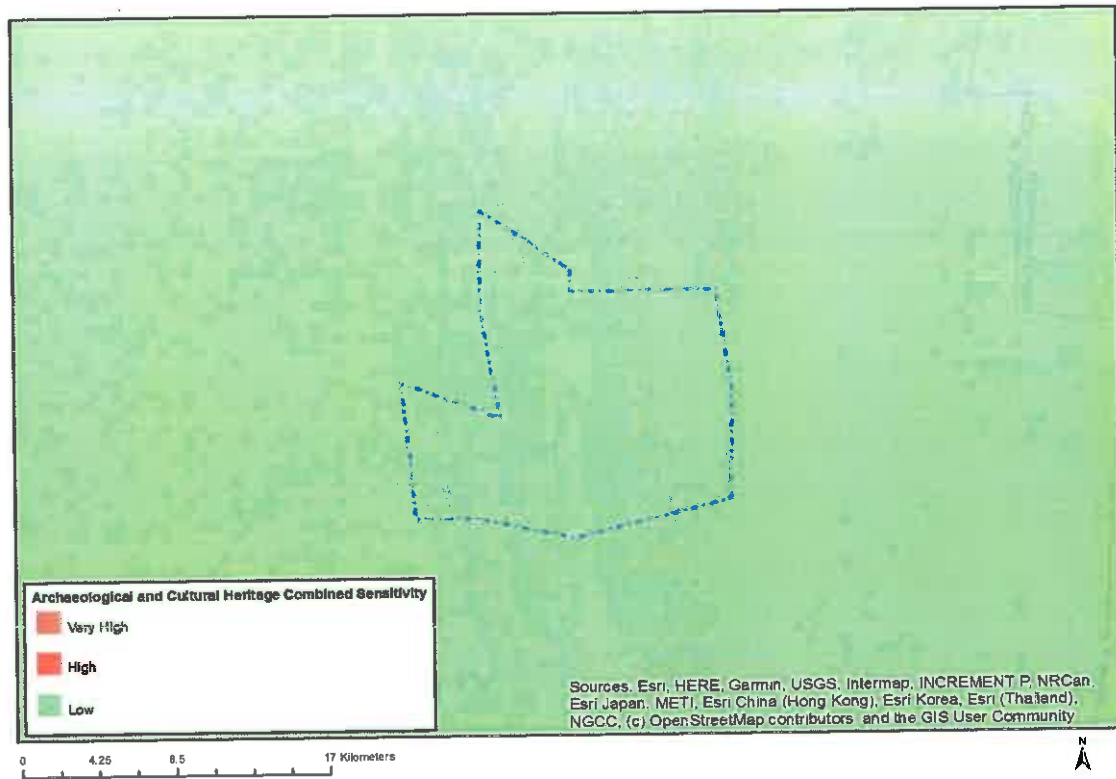 Archaeological and Cultural Heritage Combined Sensitivity
Very High
High
Low
Sources. Esri, HERE, Garmin, USGS, Intermap, INCREMENT P, NRCan,
Esri Japan, METI, Esri China (Hong Kong), Esri Korea, Esri (Thailand),
NGCC, (c) OpenStreetMap contributors and the GIS User Community
0 4.25 8.5 17 Kilometers
N